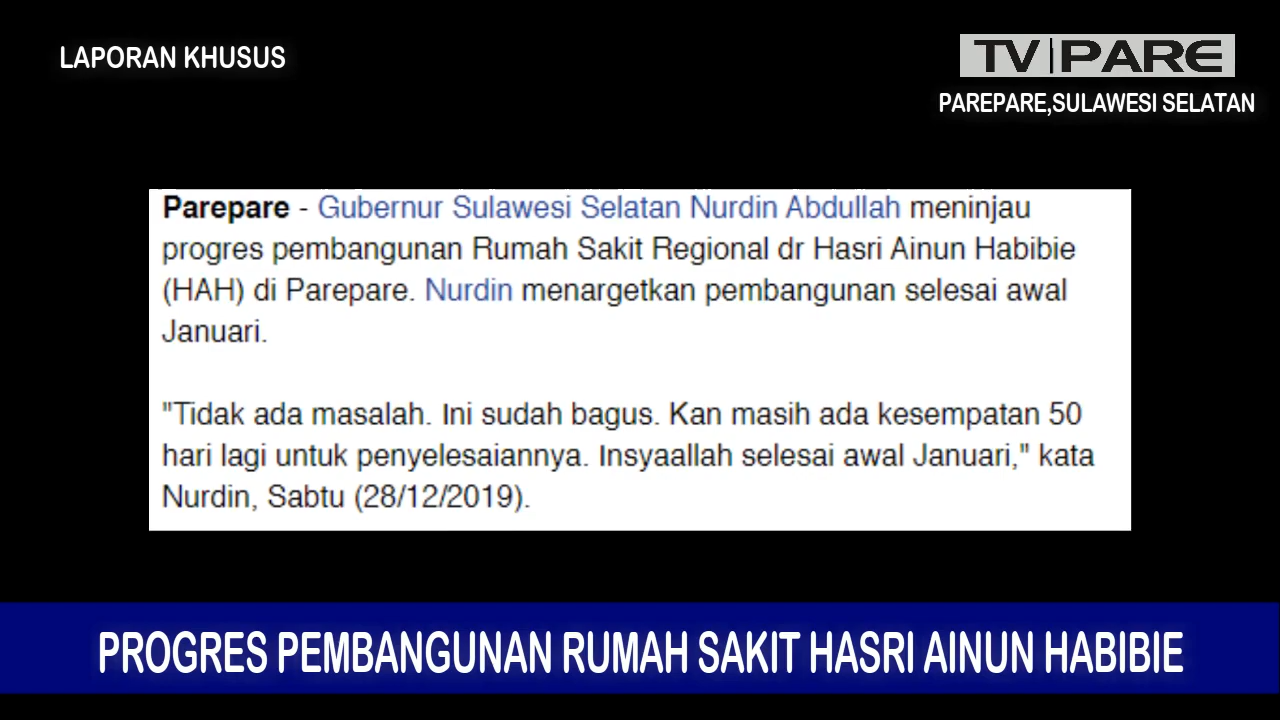 LAPORAN KHUSUS
TV|PARE
PAREPARE,SULAWESI SELATAN
Parepare - Gubernur Sulawesi Selatan Nurdin Abdullah meninjau
progres pembangunan Rumah Sakit Regional dr Hasri Ainun Habibie
(HAH) di Parepare. Nurdin menargetkan pembangunan selesai awal
Januari.
"Tidak ada masalah. Ini sudah bagus. Kan masih ada kesempatan 50
hari lagi untuk penyelesaiannya. Insyaallah selesai awal Januari," kata
Nurdin, Sabtu (28/12/2019).
PROGRES PEMBANGUNAN RUMAH SAKIT HASRI AINUN HABIBIE